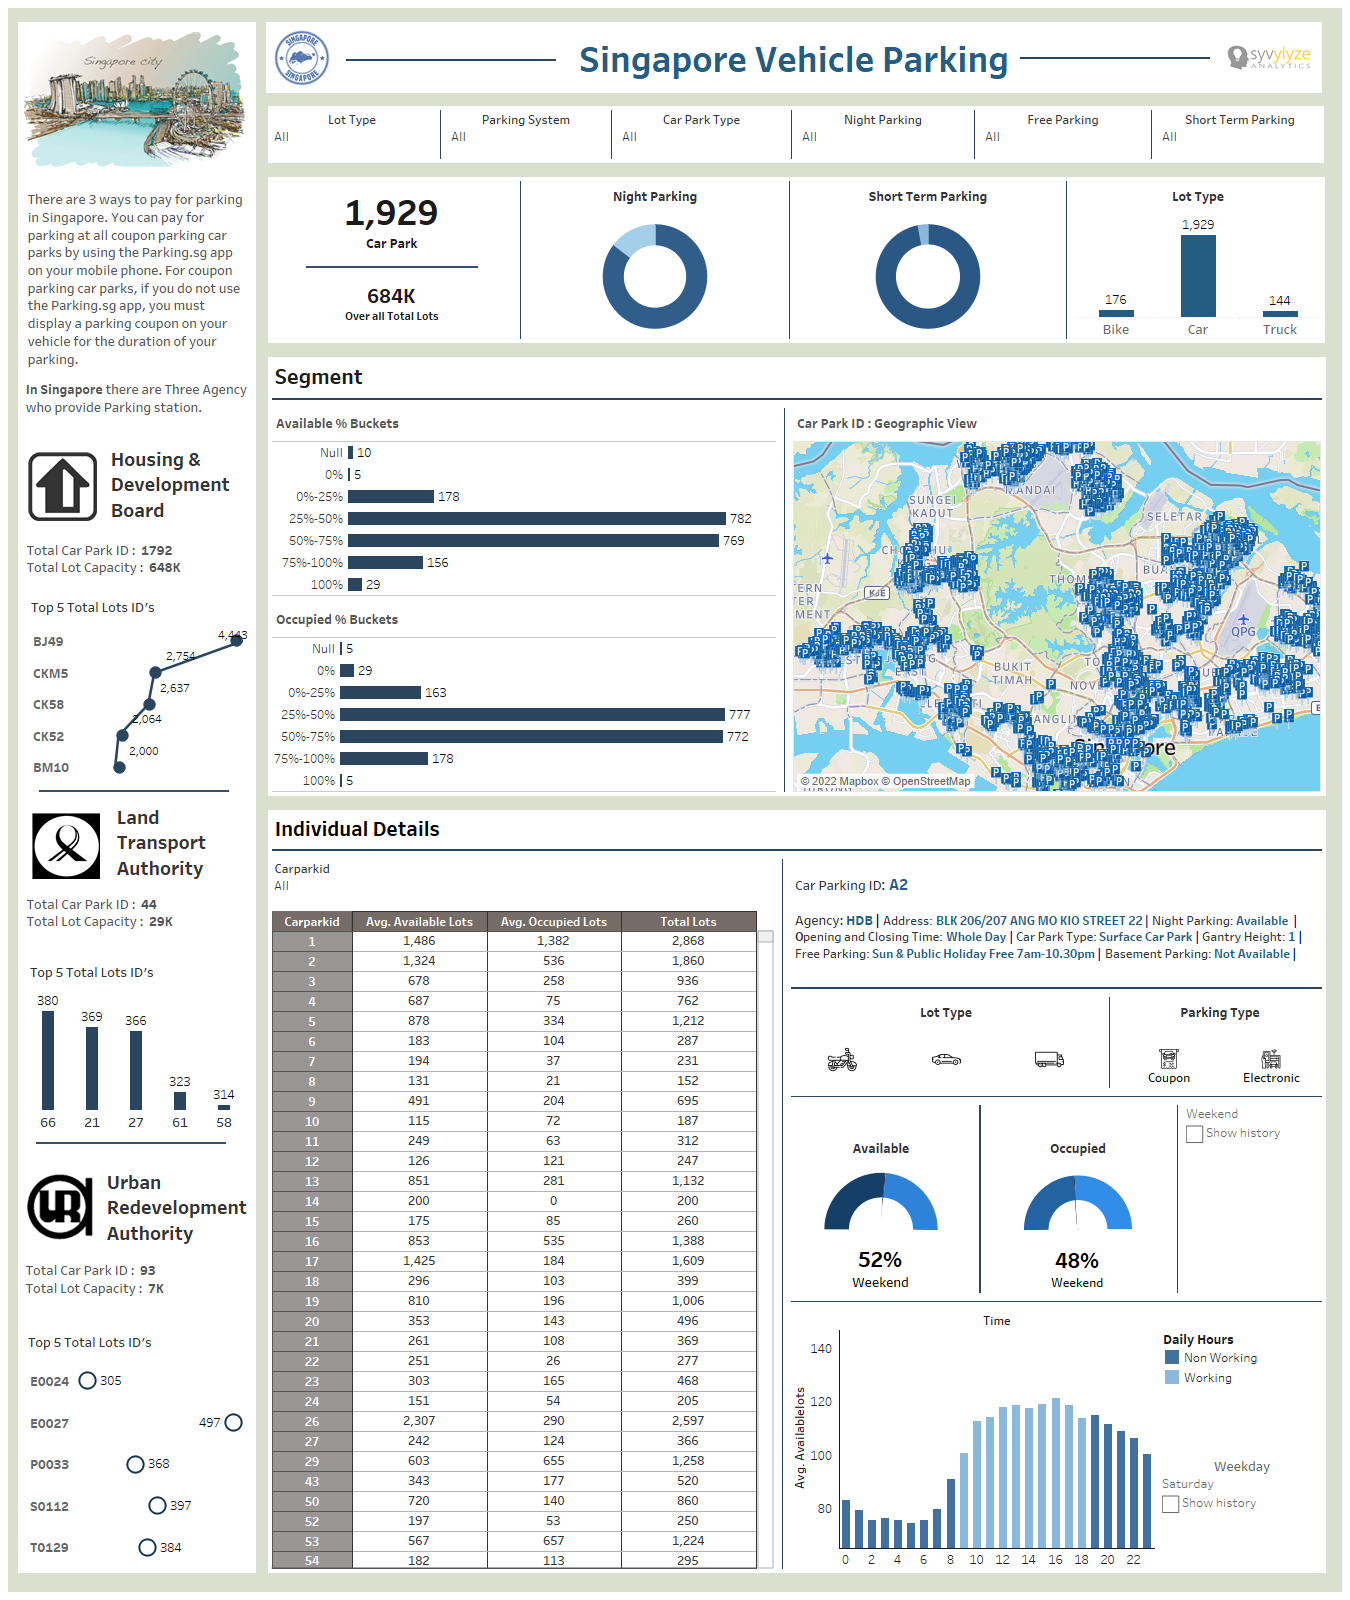 Singapore city
There are 3 ways to pay for parking
in Singapore. You can pay for
parking at all coupon parking car
parks by using the Parking.sg app
on your mobile phone. For coupon
parking car parks, if you do not use
the Parking.sg app, you must
display a parking coupon on your
vehicle for the duration of your
parking.
In Singapore there are Three Agency
who provide Parking station.
Housing &
Development
Board
Total Car Park ID : 1792
Total Lot Capacity : 648K
Top 5 Total Lots ID's
BJ49 4,443
CKM5 2,754
CK58 2,637
CK52 2,064
BM10 2,000
Land
Transport
Authority
Total Car Park ID : 44
Total Lot Capacity : 29K
Top 5 Total Lots ID's
380 369 366 323 314
66 21 27 61 58
Urban
Redevelopment
Authority
Total Car Park ID : 93
Total Lot Capacity : 7K
Top 5 Total Lots ID's
E0024 305
E0027 497
P0033 368
S0112 397
T0129 384
SINGAPORE
SINGAPORE
Singapore Vehicle Parking
syvylyze
ANALYTICS
Lot Type Parking System Car Park Type Night Parking Free Parking Short Term Parking
All All All All All All
1,929
Car Park
684K
Over all Total Lots
Night Parking
Short Term Parking
Lot Type
176 1,929 144
Bike Car Truck
Segment
Available % Buckets
Null 10
0% 5
0%-25% 178
25%-50% 782
50%-75% 769
75%-100% 156
100% 29
Occupied % Buckets
Null 5
0% 29
0%-25% 163
25%-50% 777
50%-75% 772
75%-100% 178
100% 5
Car Park ID : Geographic View
MANDAI
SUNGEI
KADUT
SELETAR
KJE
QPG
BUKIT
TIMAH
© 2022 Mapbox © OpenStreetMap
Individual Details
Carparkid
All
Carparkid Avg. Available Lots Avg. Occupied Lots Total Lots
1 1,486 1,382 2,868
2 1,324 536 1,860
3 678 258 936
4 687 75 762
5 878 334 1,212
6 183 104 287
7 194 37 231
8 131 21 152
9 491 204 695
10 115 72 187
11 249 63 312
12 126 121 247
13 851 281 1,132
14 200 0 200
15 175 85 260
16 853 535 1,388
17 1,425 184 1,609
18 296 103 399
19 810 196 1,006
20 353 143 496
21 261 108 369
22 251 26 277
23 303 165 468
24 151 54 205
26 2,307 290 2,597
27 242 124 366
29 603 655 1,258
43 343 177 520
50 720 140 860
52 197 53 250
53 567 657 1,224
54 182 113 295
Car Parking ID: A2
Agency: HDB | Address: BLK 206/207 ANG MO KIO STREET 22 | Night Parking: Available |
Opening and Closing Time: Whole Day | Car Park Type: Surface Car Park | Gantry Height: 1 |
Free Parking: Sun & Public Holiday Free 7am-10.30pm | Basement Parking: Not Available |
Lot Type
Parking Type
Coupon Electronic
Available
52%
Weekend
Occupied
48%
Weekend
Weekend
Show history
Time
Avg. Availablelots
140
120
100
80
0 2 4 6 8 10 12 14 16 18 20 22
Daily Hours
Non Working
Working
Weekday
Saturday
Show history